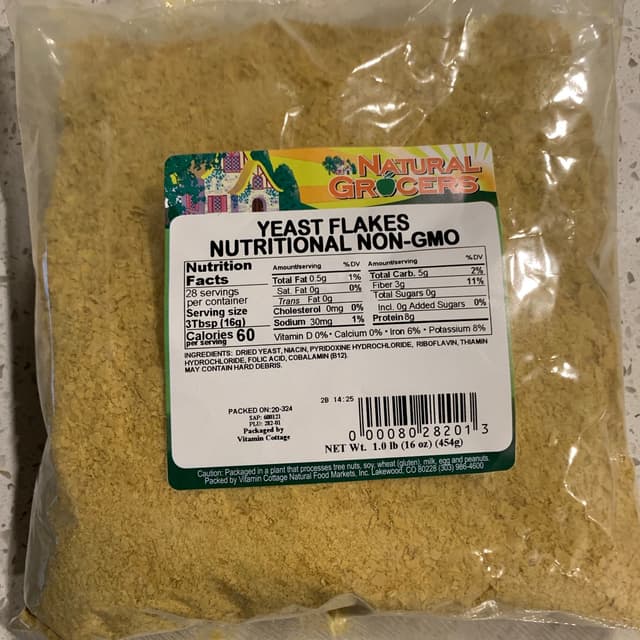 NATURAL
GROCERS
YEAST FLAKES
NUTRITIONAL NON-GMO
Nutrition
Facts
28 servings
per container
Serving size
3Tbsp (16g)
Calories 60
per serving
Amount/serving %DV
Total Fat 0.5g 1%
Sat. Fat 0g 0%
Trans Fat 0g
Cholesterol 0mg 0%
Sodium 30mg 1%
Amount/serving %DV
Total Carb. 5g 2%
Fiber 3g 11%
Total Sugars 0g
Incl. 0g Added Sugars 0%
Protein 8g
Vitamin D 0% • Calcium 0% • Iron 6% • Potassium 8%
INGREDIENTS: DRIED YEAST, NIACIN, PYRIDOXINE HYDROCHLORIDE, RIBOFLAVIN, THIAMIN
HYDROCHLORIDE, FOLIC ACID, COBALAMIN (B12).
MAY CONTAIN HARD DEBRIS.
2B 14:25
PACKED ON:20-324
SAP: 600121
PLU: 282-01
Packaged by
Vitamin Cottage
0 00080 28201 3
NET Wt. 1.0 lb (16 oz) (454g)
Caution: Packaged in a plant that processes tree nuts, soy, wheat (gluten), milk, egg and peanuts.
Packed by Vitamin Cottage Natural Food Markets, Inc. Lakewood, CO 80228 (303) 986-4600